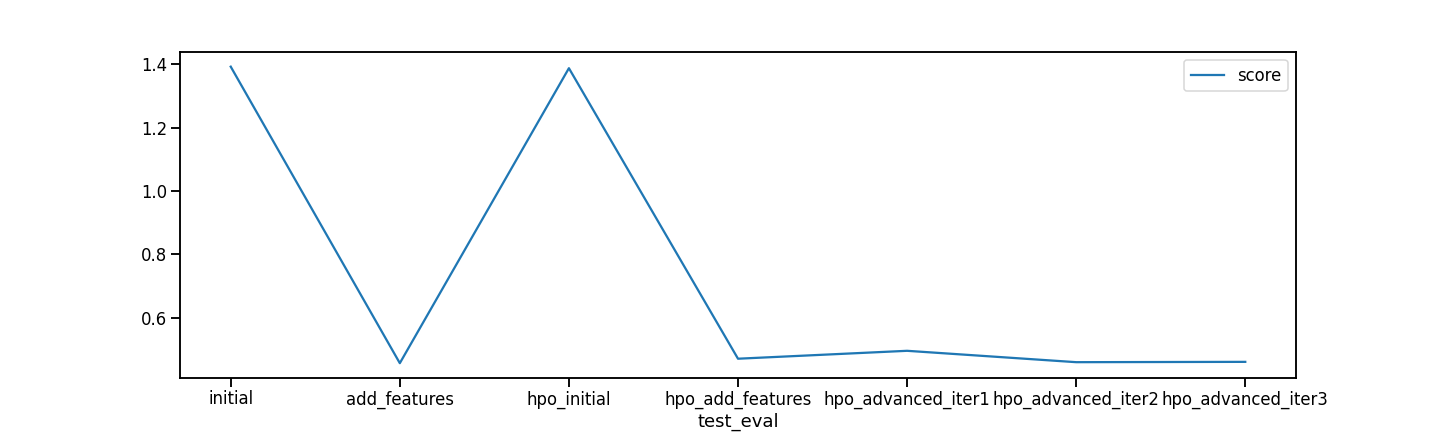 1.4
1.2
1.0
0.8
0.6
score
initial add_features hpo_initial hpo_add_features hpo_advanced_iter1 hpo_advanced_iter2 hpo_advanced_iter3
test_eval